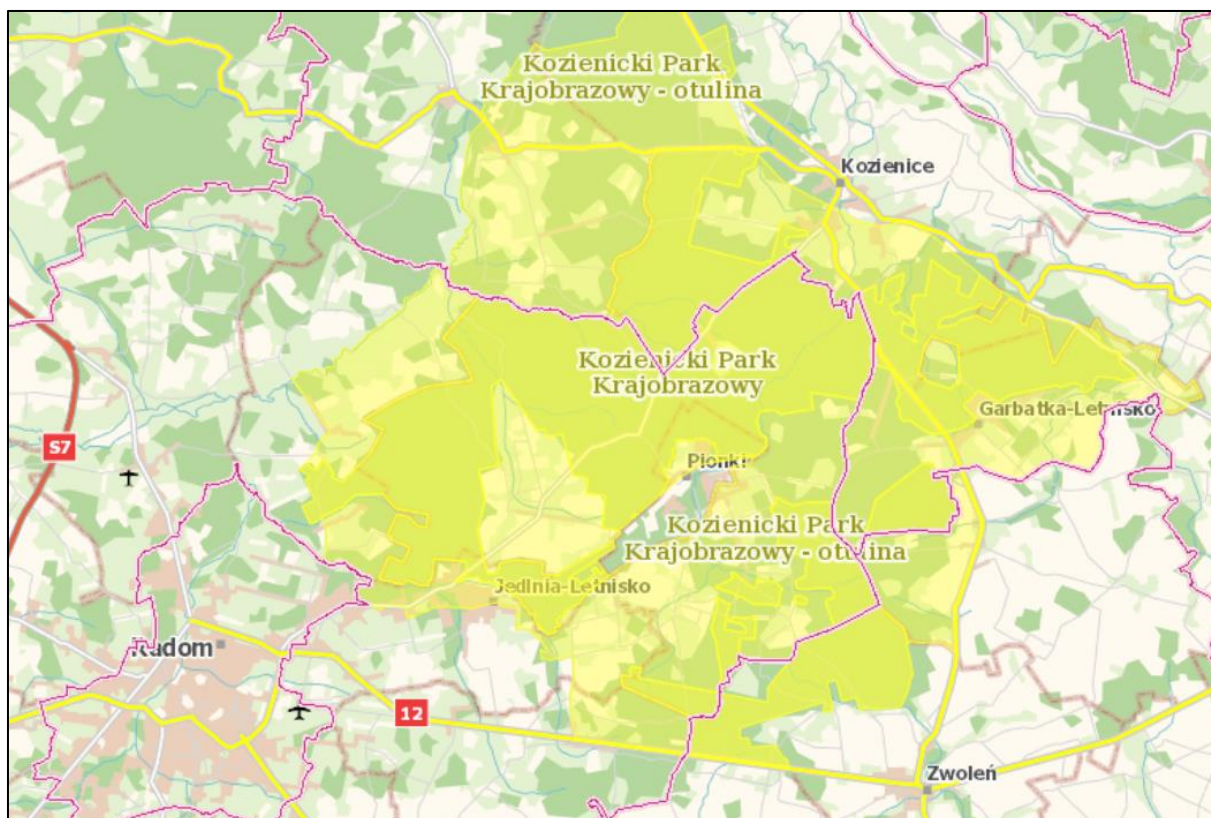 Kozienicki Park
Krajobrazowy - otulina
Kozienice
Kozienicki Park
Krajobrazowy
Garbatka-Letnisko
S7
Pionki
Kozienicki Park
Krajobrazowy - otulina
Jedlnia-Letnisko
Radom
12
Zwoleń